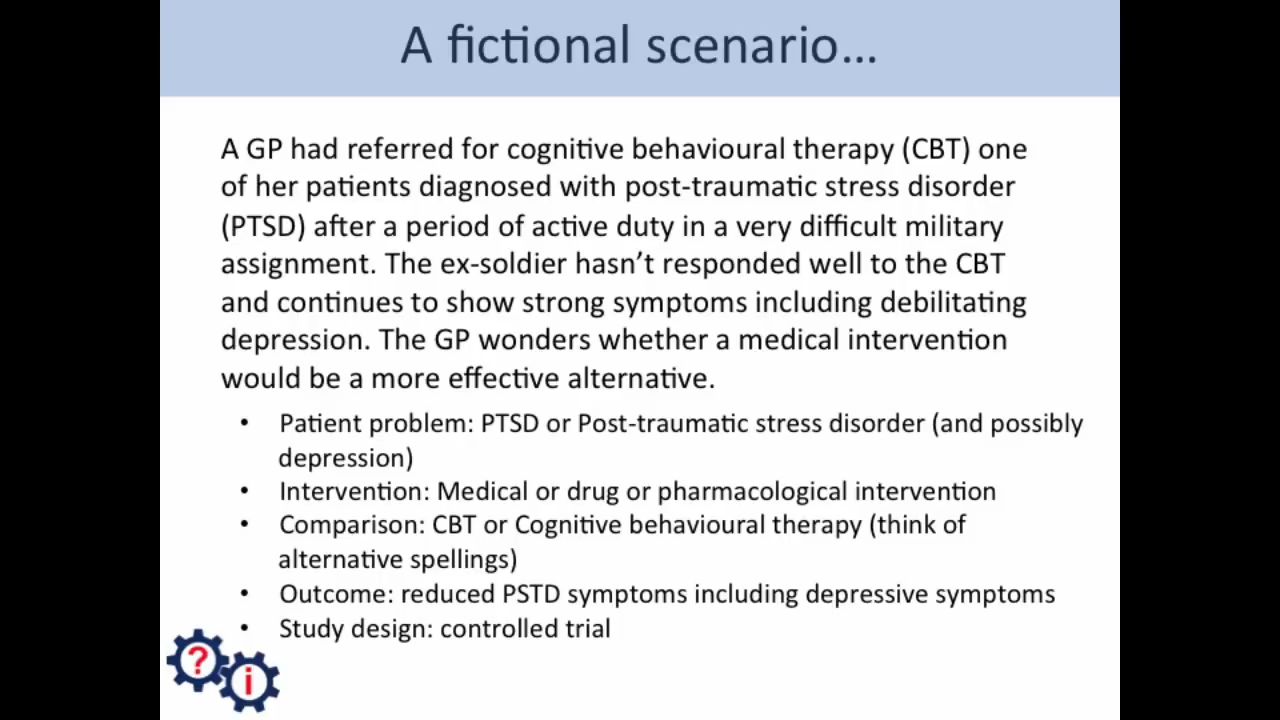 A fictional scenario...
A GP had referred for cognitive behavioural therapy (CBT) one
of her patients diagnosed with post-traumatic stress disorder
(PTSD) after a period of active duty in a very difficult military
assignment. The ex-soldier hasn’t responded well to the CBT
and continues to show strong symptoms including debilitating
depression. The GP wonders whether a medical intervention
would be a more effective alternative.
• Patient problem: PTSD or Post-traumatic stress disorder (and possibly
depression)
• Intervention: Medical or drug or pharmacological intervention
• Comparison: CBT or Cognitive behavioural therapy (think of
alternative spellings)
• Outcome: reduced PSTD symptoms including depressive symptoms
• Study design: controlled trial
?
i